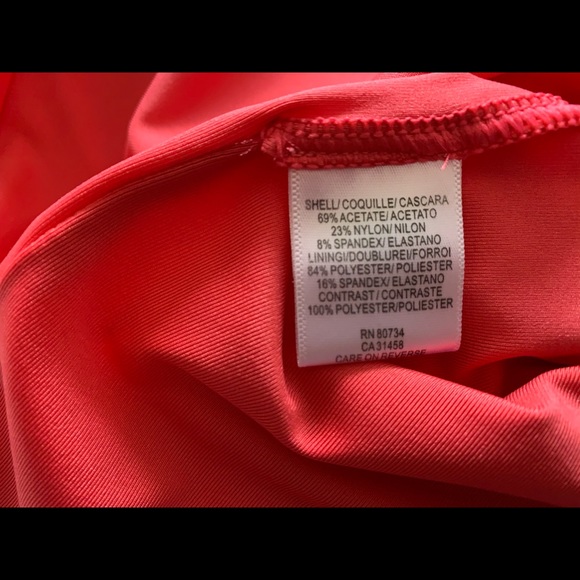 SHELL/ COQUILLE/ CASCARA
69% ACETATE/ ACETATO
23% NYLON/ NILON
8% SPANDEX/ ELASTANO
LINING/DOUBLURE/FORRO
84% POLYESTER/ POLIESTER
16% SPANDEX/ ELASTANO
CONTRAST/ CONTRASTE
100% POLYESTER/POLIESTER
RN 80734
CA 31458
CARE ON REVERSE